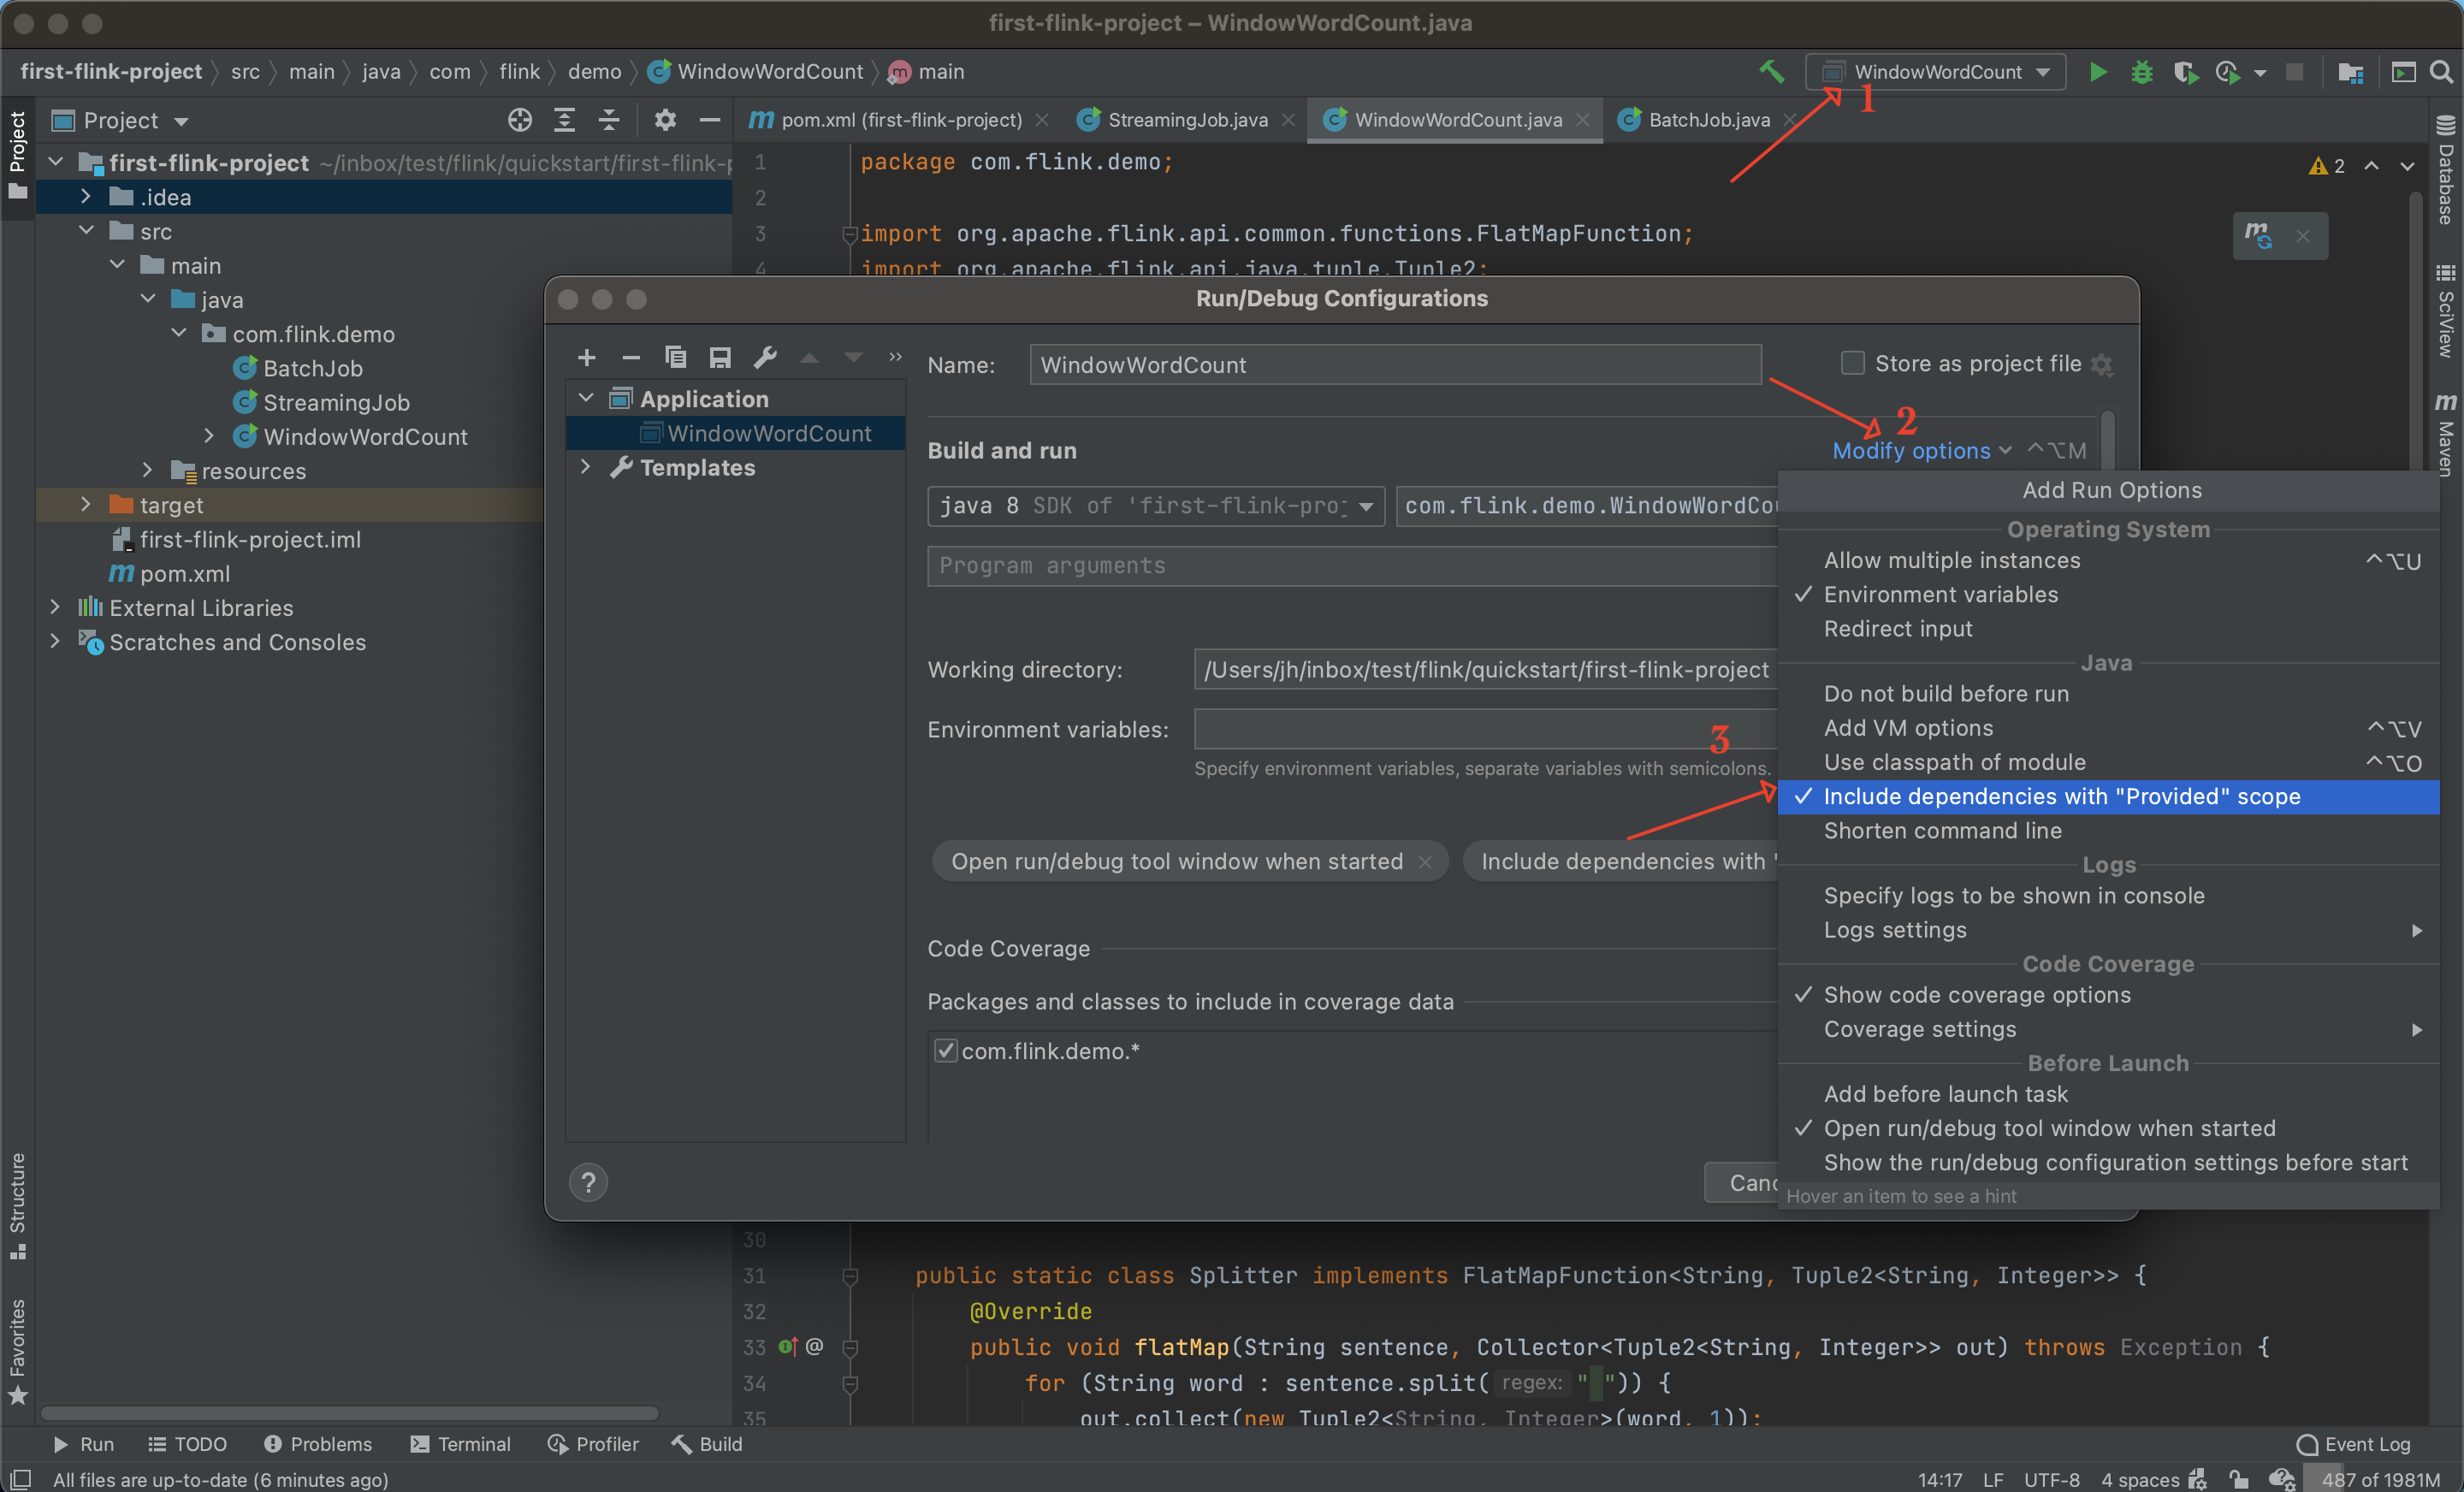 first-flink-project – WindowWordCount.java
first-flink-project src main java com flink demo WindowWordCount main
WindowWordCount
1
Project
pom.xml (first-flink-project) StreamingJob.java WindowWordCount.java BatchJob.java
Project
Structure
Favorites
first-flink-project ~/inbox/test/flink/quickstart/first-flink-
.idea
src
main
java
com.flink.demo
BatchJob
StreamingJob
WindowWordCount
resources
target
first-flink-project.iml
pom.xml
External Libraries
Scratches and Consoles
1 package com.flink.demo;
2
3 import org.apache.flink.api.common.functions.FlatMapFunction;
4 import org.apache.flink.api.java.tuple.Tuple2;
2
Database
SciView
Maven
Run/Debug Configurations
Application
WindowWordCount
Templates
Name: WindowWordCount Store as project file
2
Build and run Modify options ⌃⌥M
java 8 SDK of 'first-flink-pro com.flink.demo.WindowWordCou
Program arguments
Working directory: /Users/jh/inbox/test/flink/quickstart/first-flink-project
Environment variables:
3
Specify environment variables, separate variables with semicolons.
Open run/debug tool window when started Include dependencies with "
Code Coverage
Packages and classes to include in coverage data
com.flink.demo.*
? Canc
Add Run Options
Operating System
Allow multiple instances ⌃⌥U
Environment variables
Redirect input
Java
Do not build before run
Add VM options ⌃⌥V
Use classpath of module ⌃⌥O
Include dependencies with "Provided" scope
Shorten command line
Logs
Specify logs to be shown in console
Logs settings
Code Coverage
Show code coverage options
Coverage settings
Before Launch
Add before launch task
Open run/debug tool window when started
Show the run/debug configuration settings before start
Hover an item to see a hint
30
31 public static class Splitter implements FlatMapFunction<String, Tuple2<String, Integer>> {
32 @Override
33 @ public void flatMap(String sentence, Collector<Tuple2<String, Integer>> out) throws Exception {
34 for (String word : sentence.split( regex: " ")) {
35 out.collect(new Tuple2<String, Integer>(word, 1));
Run TODO Problems Terminal Profiler Build Event Log
All files are up-to-date (6 minutes ago) 14:17 LF UTF-8 4 spaces 487 of 1981M